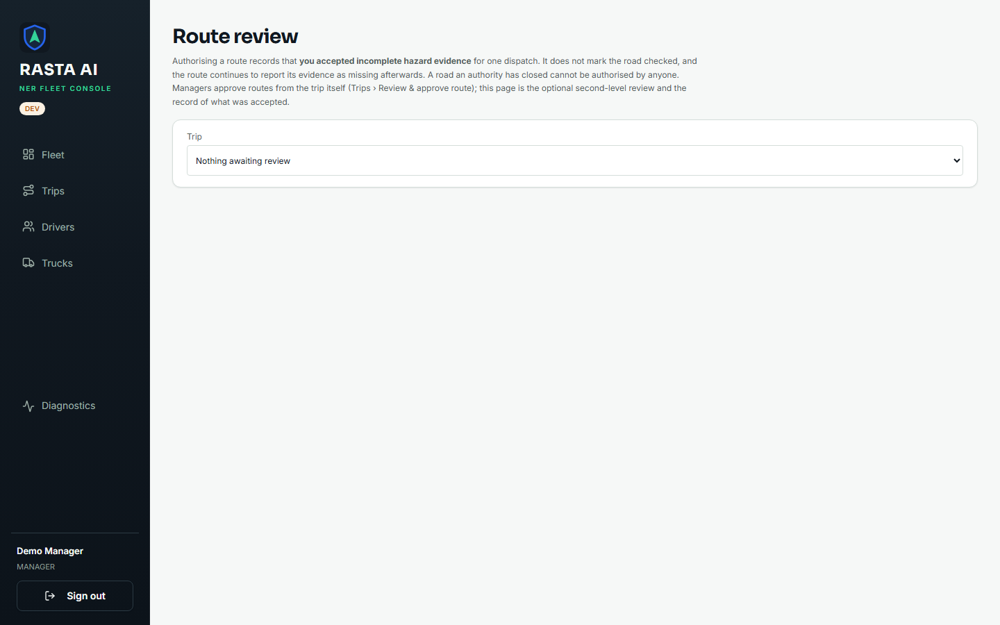 RASTA AI
NER FLEET CONSOLE
DEV
Fleet
Trips
Drivers
Trucks
Diagnostics
Demo Manager
MANAGER
Sign out
Route review
Authorising a route records that you accepted incomplete hazard evidence for one dispatch. It does not mark the road checked, and
the route continues to report its evidence as missing afterwards. A road an authority has closed cannot be authorised by anyone.
Managers approve routes from the trip itself (Trips › Review & approve route); this page is the optional second-level review and the
record of what was accepted.
Trip
Nothing awaiting review